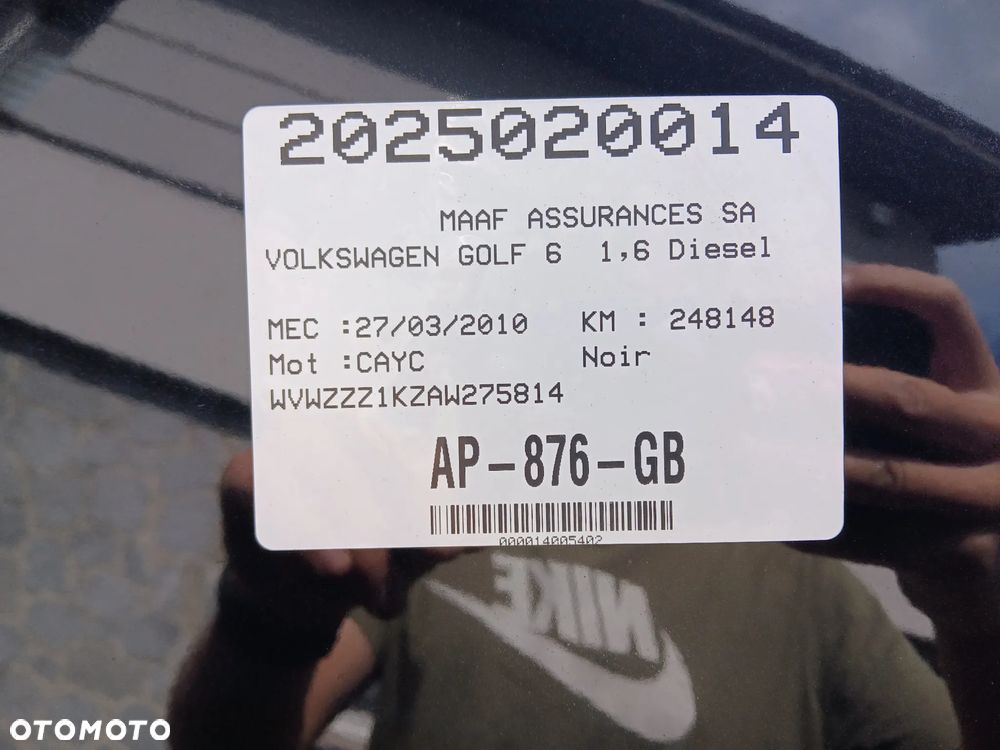 2025020014
MAAF ASSURANCES SA
VOLKSWAGEN GOLF 6 1,6 Diesel
MEC :27/03/2010 KM : 248148
Mot :CAYC Noir
WVWZZZ1KZAW275814
AP-876-GB
000014005402
NIKE
OTOMOTO